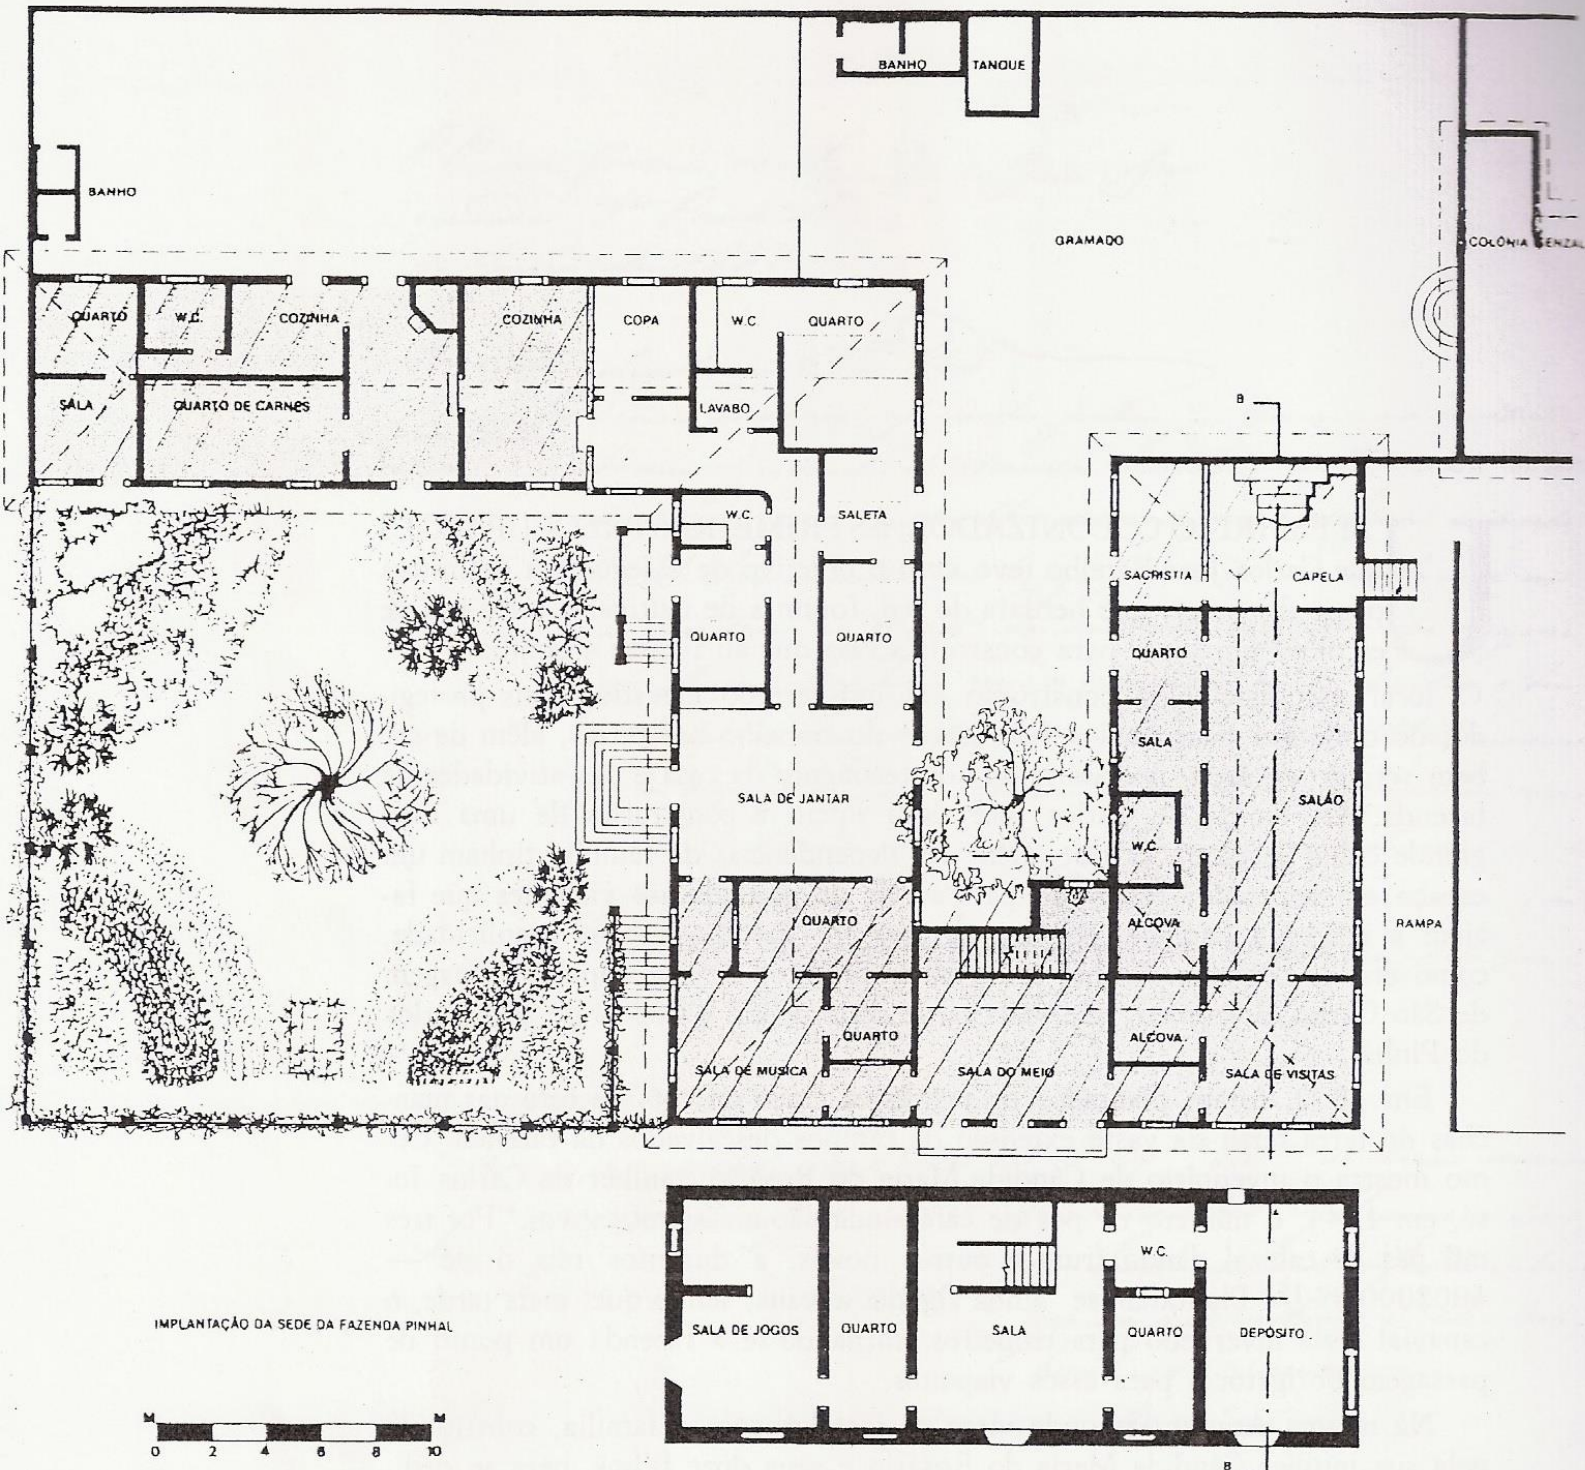 BANHO
TANQUE
BANHO
GRAMADO
COLÔNIA SENZAL
QUARTO
W.C.
COZINHA
COZINHA
COPA
W.C
QUARTO
SALA
QUARTO DE CARNES
LAVABO
B
W.C.
SALETA
SACRISTIA
CAPELA
QUARTO
QUARTO
QUARTO
SALA
SALA DE JANTAR
SALÃO
W.C.
QUARTO
ALCOVA
RAMPA
QUARTO
ALCOVA
SALA DE MUSICA
SALA DO MEIO
SALA DE VISITAS
W.C.
SALA DE JOGOS
QUARTO
SALA
QUARTO
DEPÓSITO
IMPLANTAÇÃO DA SEDE DA FAZENDA PINHAL
M M
0 2 4 6 8 10
B